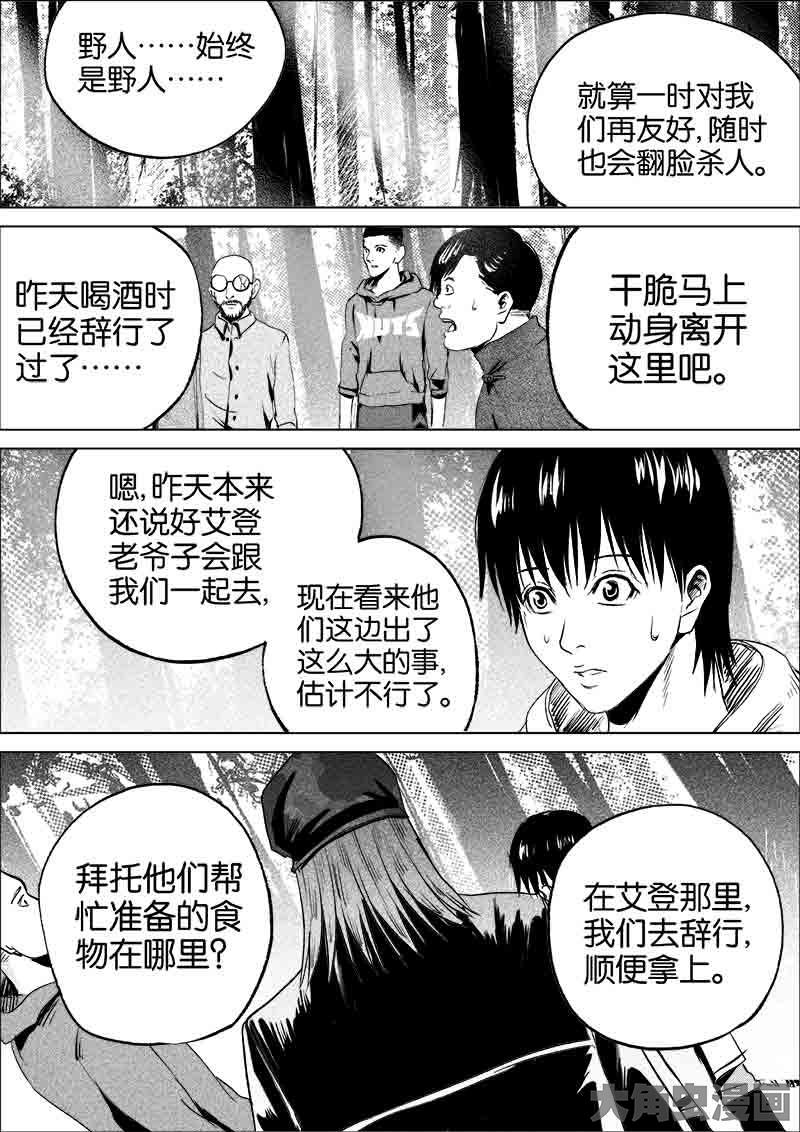 野人……始终
是野人……
就算一时对我
们再友好,随时
也会翻脸杀人。
昨天喝酒时
已经辞行了
过了……
NUTS
干脆马上
动身离开
这里吧。
嗯,昨天本来
还说好艾登
老爷子会跟
我们一起去,
现在看来他
们这边出了
这么大的事,
估计不行了。
拜托他们帮
忙准备的食
物在哪里?
在艾登那里,
我们去辞行,
顺便拿上。
大角虫漫画